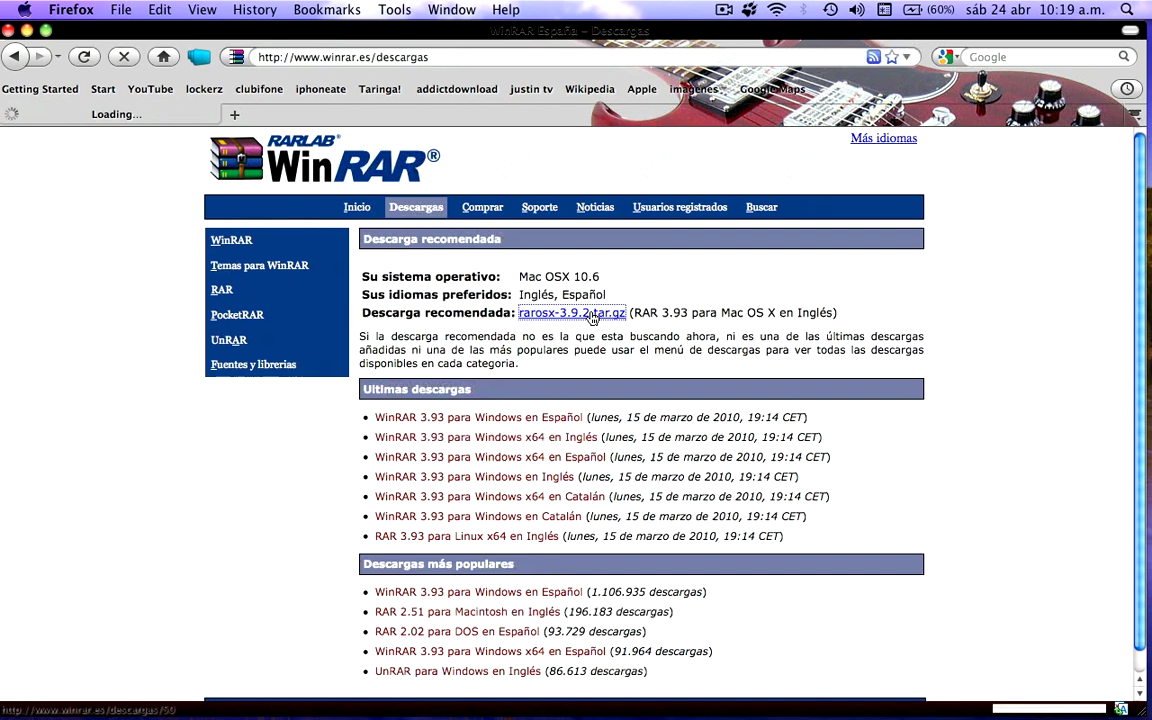 Firefox File Edit View History Bookmarks Tools Window Help (60%) sáb 24 abr 10:19 a.m.
WinRAR España – Descargas
http://www.winrar.es/descargas Google
Getting Started Start YouTube lockerz clubifone iphoneate Taringa! addictdownload justin tv Wikipedia Apple imagenes Google Maps
Loading...
Más idiomas
RARLAB®
WinRAR®
Inicio Descargas Comprar Soporte Noticias Usuarios registrados Buscar
WinRAR
Temas para WinRAR
RAR
PocketRAR
UnRAR
Fuentes y librerias
Descarga recomendada
Su sistema operativo: Mac OSX 10.6
Sus idiomas preferidos: Inglés, Español
Descarga recomendada: rarosx-3.9.2.tar.gz (RAR 3.93 para Mac OS X en Inglés)
Si la descarga recomendada no es la que esta buscando ahora, ni es una de las últimas descargas
añadidas ni una de las más populares puede usar el menú de descargas para ver todas las descargas
disponibles en cada categoria.
Ultimas descargas
WinRAR 3.93 para Windows en Español (lunes, 15 de marzo de 2010, 19:14 CET)
WinRAR 3.93 para Windows x64 en Inglés (lunes, 15 de marzo de 2010, 19:14 CET)
WinRAR 3.93 para Windows x64 en Español (lunes, 15 de marzo de 2010, 19:14 CET)
WinRAR 3.93 para Windows en Inglés (lunes, 15 de marzo de 2010, 19:14 CET)
WinRAR 3.93 para Windows x64 en Catalán (lunes, 15 de marzo de 2010, 19:14 CET)
WinRAR 3.93 para Windows en Catalán (lunes, 15 de marzo de 2010, 19:14 CET)
RAR 3.93 para Linux x64 en Inglés (lunes, 15 de marzo de 2010, 19:14 CET)
Descargas más populares
WinRAR 3.93 para Windows en Español (1.106.935 descargas)
RAR 2.51 para Macintosh en Inglés (196.183 descargas)
RAR 2.02 para DOS en Español (93.729 descargas)
WinRAR 3.93 para Windows x64 en Español (91.964 descargas)
UnRAR para Windows en Inglés (86.613 descargas)
http://www.winrar.es/descargas/50